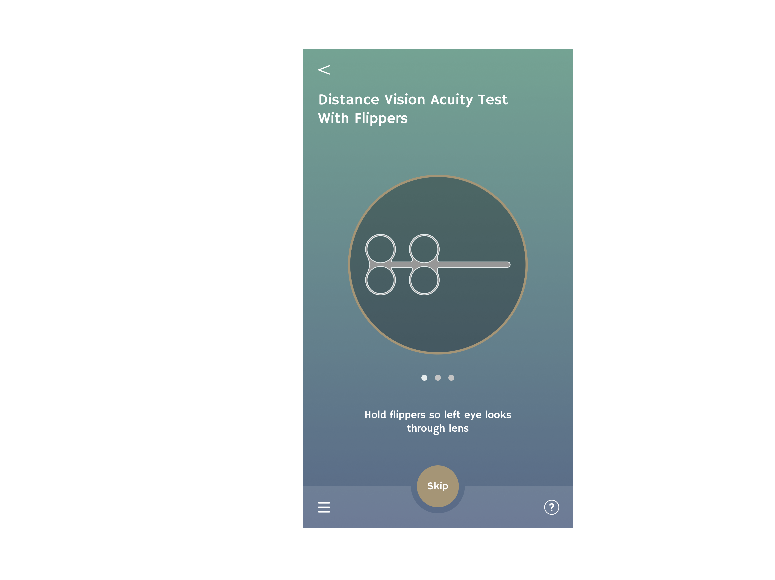 Distance Vision Acuity Test
With Flippers
Hold flippers so left eye looks
through lens
Skip
?